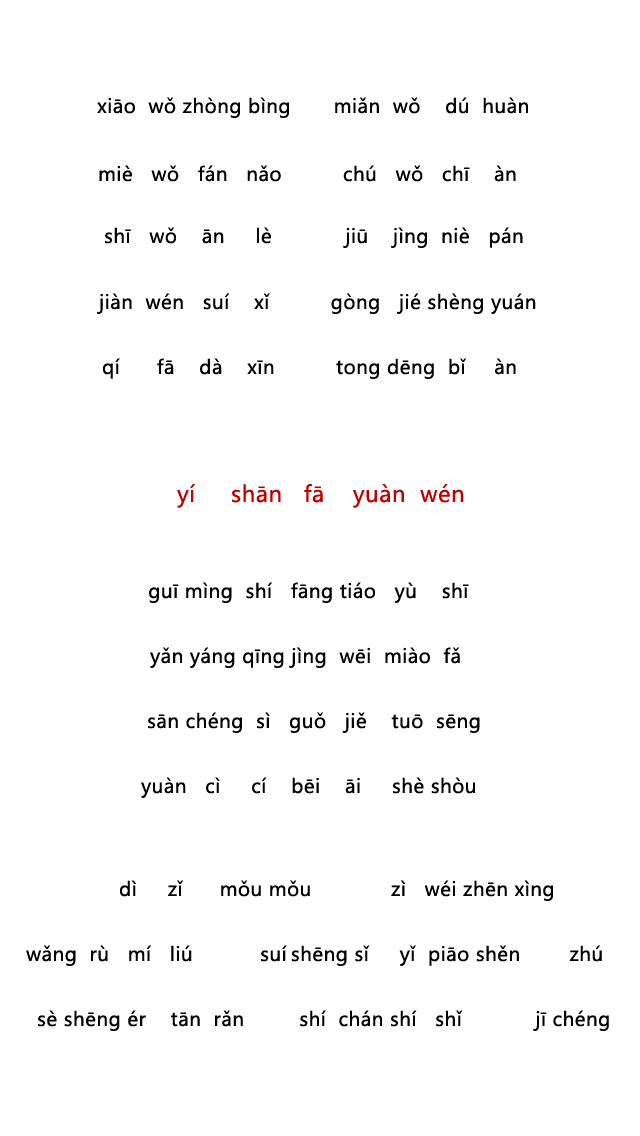 xiāo wǒ zhòng bìng miǎn wǒ dú huàn
miè wǒ fán nǎo chú wǒ chī àn
shī wǒ ān lè jiū jìng niè pán
jiàn wén suí xǐ gòng jié shèng yuán
qí fā dà xīn tong dēng bǐ àn
yí shān fā yuàn wén
guī mìng shí fāng tiáo yù shī
yǎn yáng qīng jìng wēi miào fǎ
sān chéng sì guǒ jiě tuō sēng
yuàn cì cí bēi āi shè shòu
dì zǐ mǒu mǒu zì wéi zhēn xìng
wǎng rù mí liú suí shēng sǐ yǐ piāo shěn zhú
sè shēng ér tān rǎn shí chán shí shǐ jī chéng